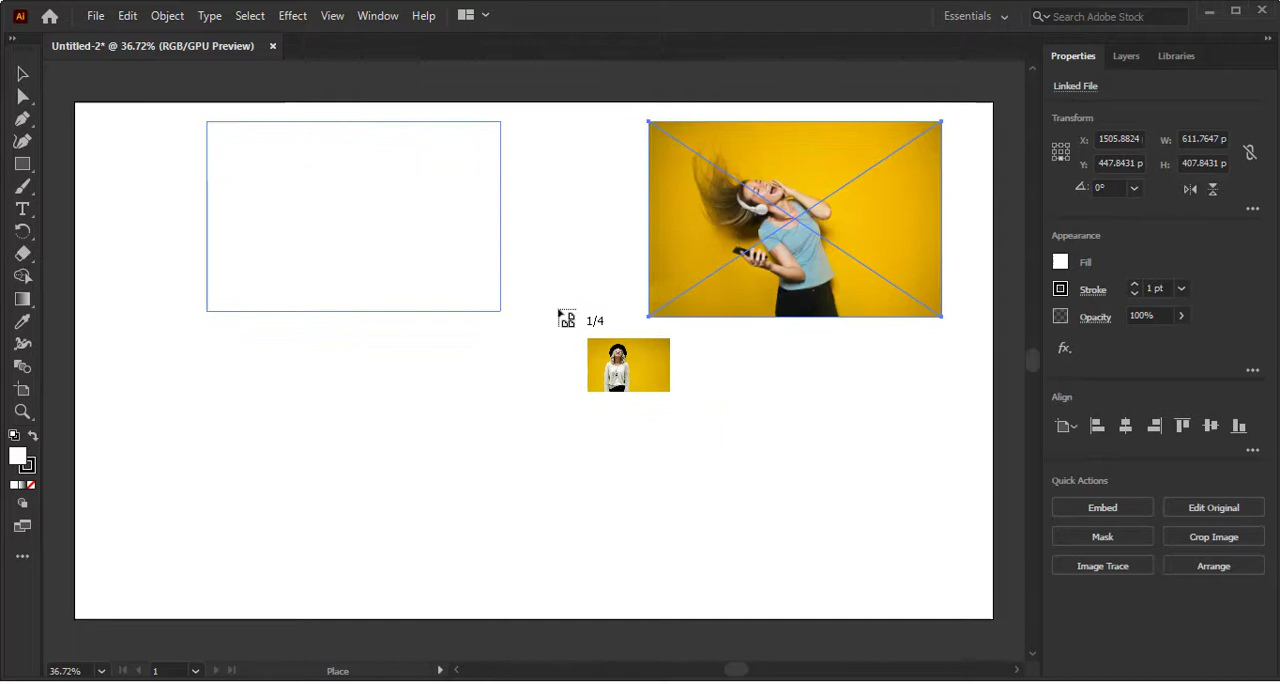 Ai File Edit Object Type Select Effect View Window Help Essentials Search Adobe Stock
Untitled-2* @ 36.72% (RGB/GPU Preview) ×
Properties Layers Libraries
Linked File
Transform
X: 1505.8824 W: 611.7647 p
Y: 447.8431 p H: 407.8431 p
0°
Appearance
Fill
Stroke 1 pt
Opacity 100%
fx.
1/4
Align
Quick Actions
Embed Edit Original
Mask Crop Image
Image Trace Arrange
36.72% 1 Place